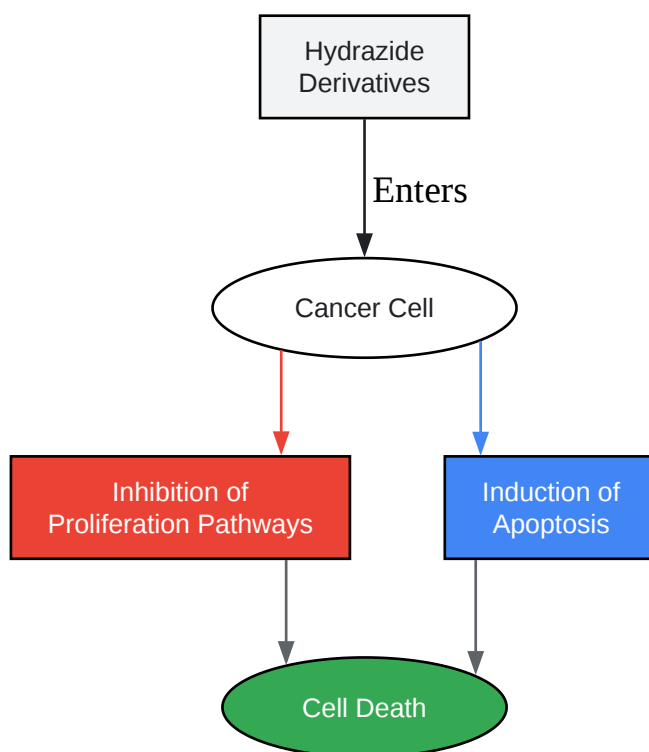 Hydrazide
Derivatives
Enters
Cancer Cell
Inhibition of
Proliferation Pathways
Induction of
Apoptosis
Cell Death